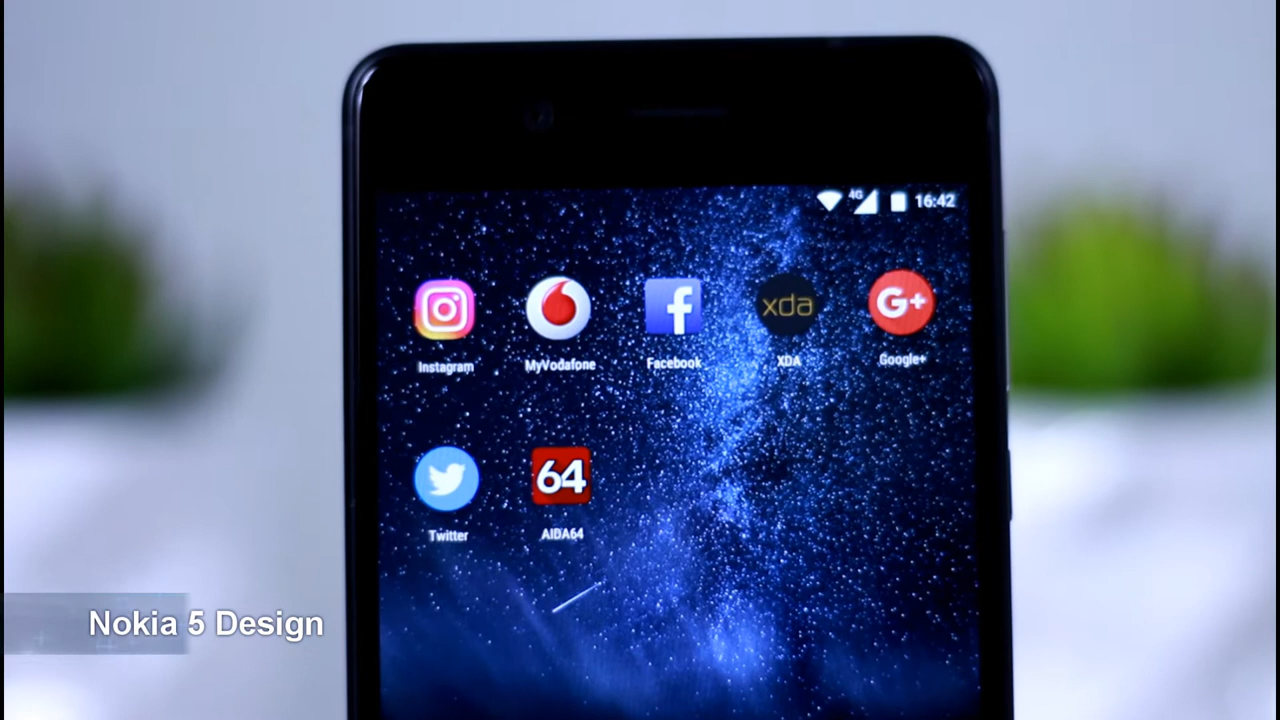 4G 16:42
xda
G+
Instagram MyVodafone Facebook XDA Google+
64
Twitter AIDA64
Nokia 5 Design